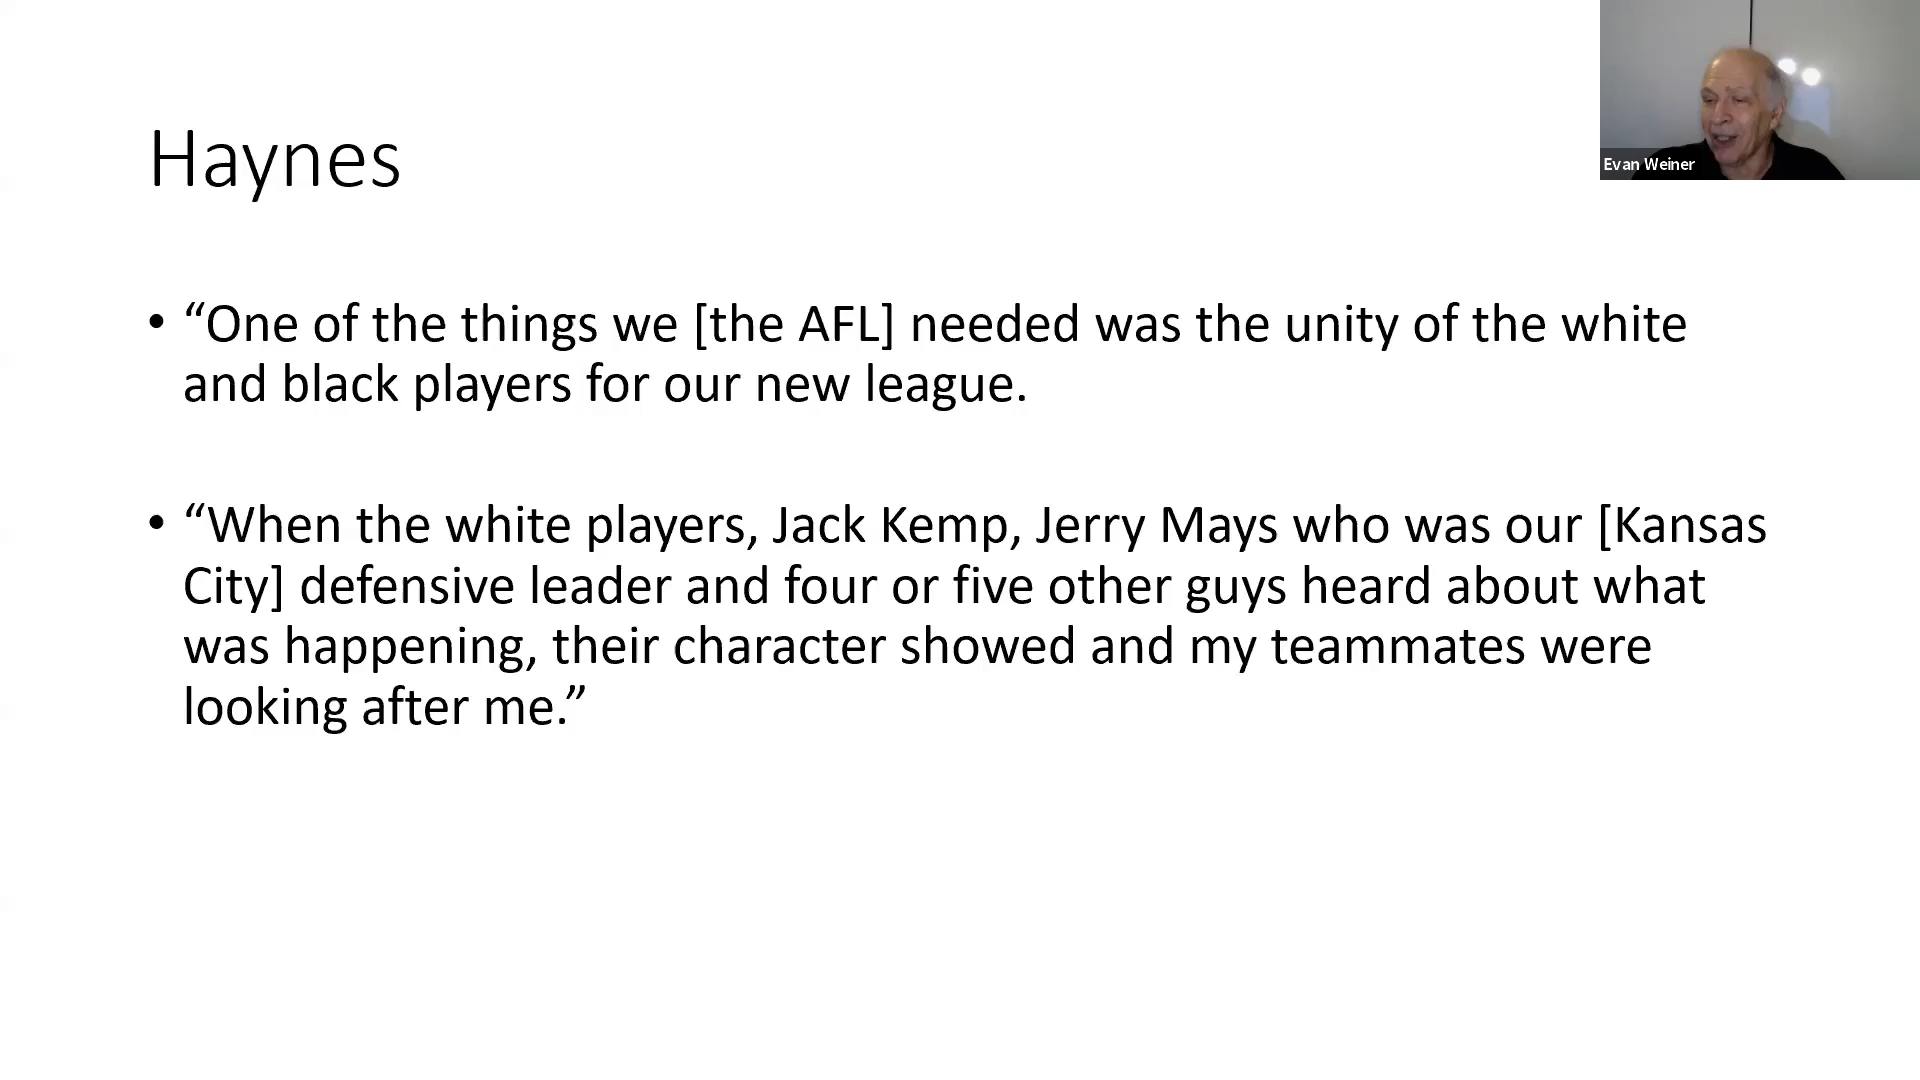 Haynes
Evan Weiner
• “One of the things we [the AFL] needed was the unity of the white
and black players for our new league.
• “When the white players, Jack Kemp, Jerry Mays who was our [Kansas
City] defensive leader and four or five other guys heard about what
was happening, their character showed and my teammates were
looking after me.”